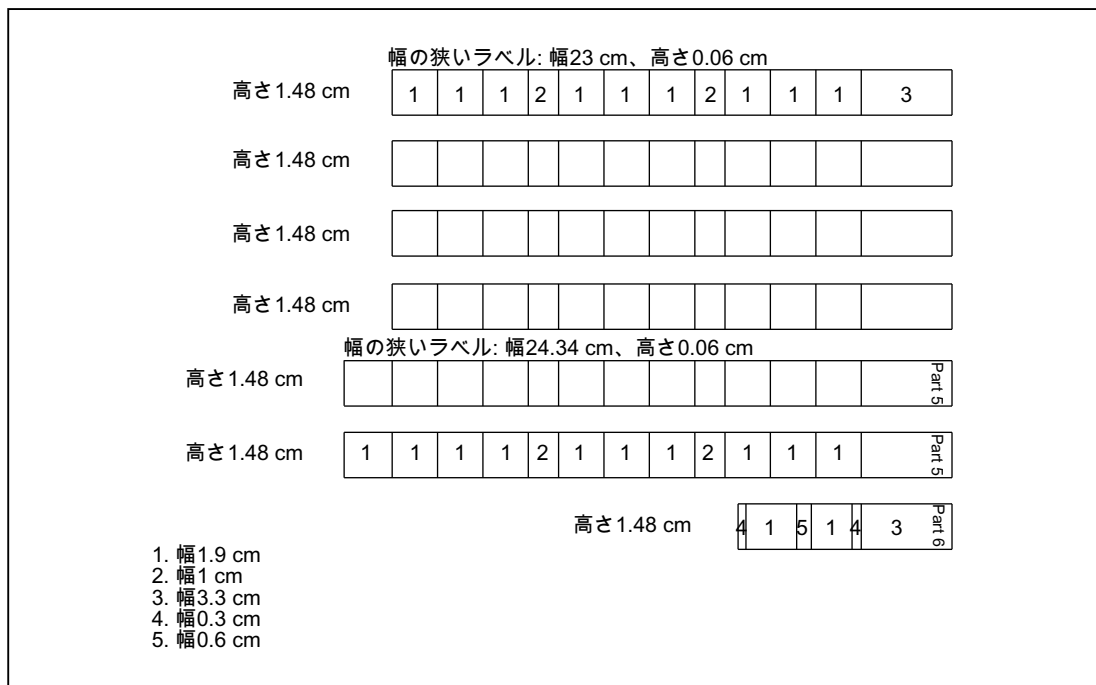 幅の狭いラベル: 幅23 cm、高さ0.06 cm
高さ1.48 cm 1 1 1 2 1 1 1 2 1 1 1 3
高さ1.48 cm
高さ1.48 cm
高さ1.48 cm
幅の狭いラベル: 幅24.34 cm、高さ0.06 cm
高さ1.48 cm Part 5
高さ1.48 cm 1 1 1 1 2 1 1 1 2 1 1 1 Part 5
高さ1.48 cm 4 1 5 1 4 3 Part 6
1. 幅1.9 cm
2. 幅1 cm
3. 幅3.3 cm
4. 幅0.3 cm
5. 幅0.6 cm